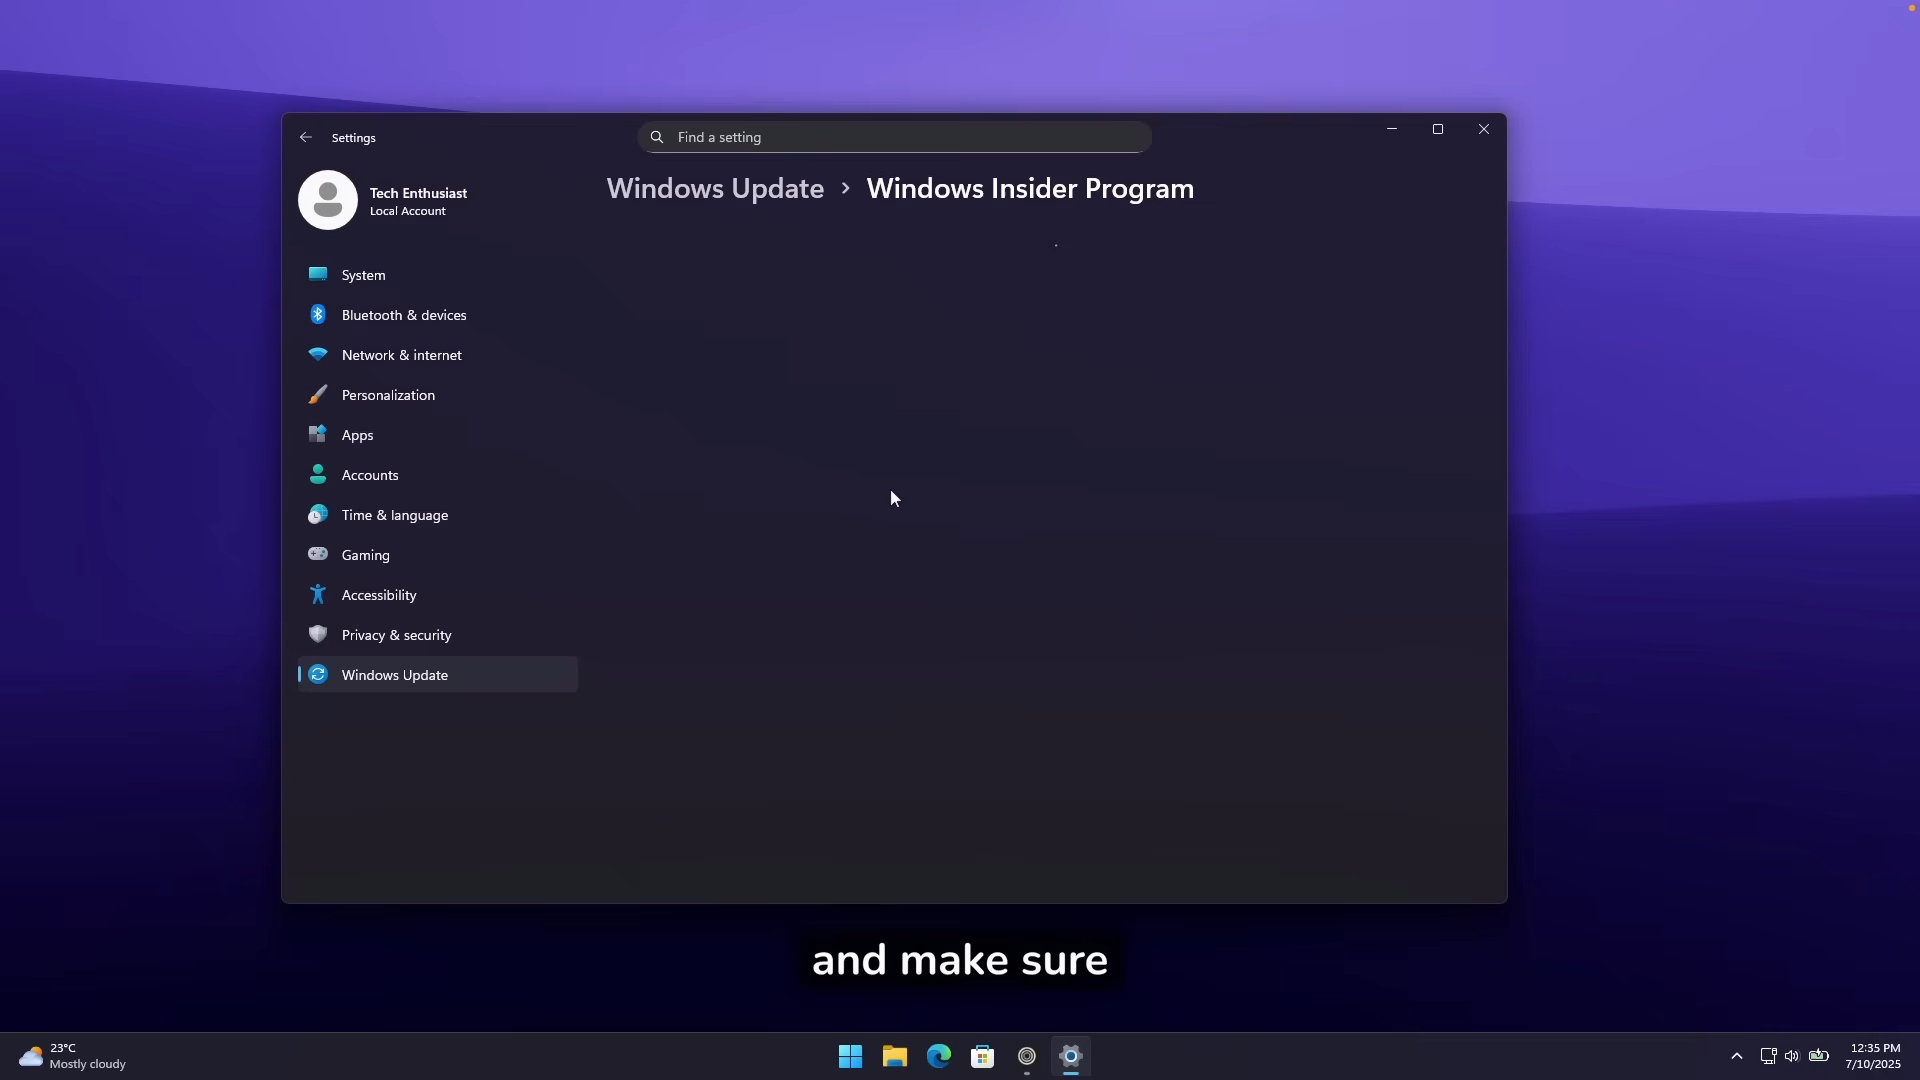 Settings
Find a setting
Tech Enthusiast
Local Account
Windows Update > Windows Insider Program
System
Bluetooth & devices
Network & internet
Personalization
Apps
Accounts
Time & language
Gaming
Accessibility
Privacy & security
Windows Update
and make sure
23°C
Mostly cloudy
12:35 PM
7/10/2025